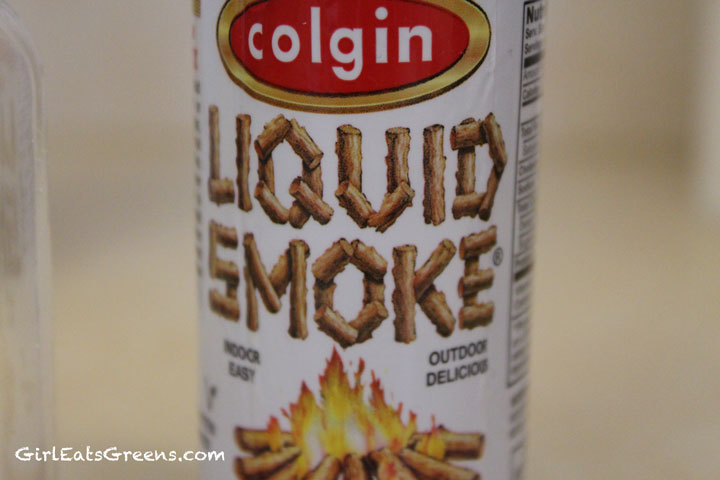 colgin
LIQUID
SMOKE®
INDOOR
EASY
OUTDOOR
DELICIOUS
GirlEatsGreens.com